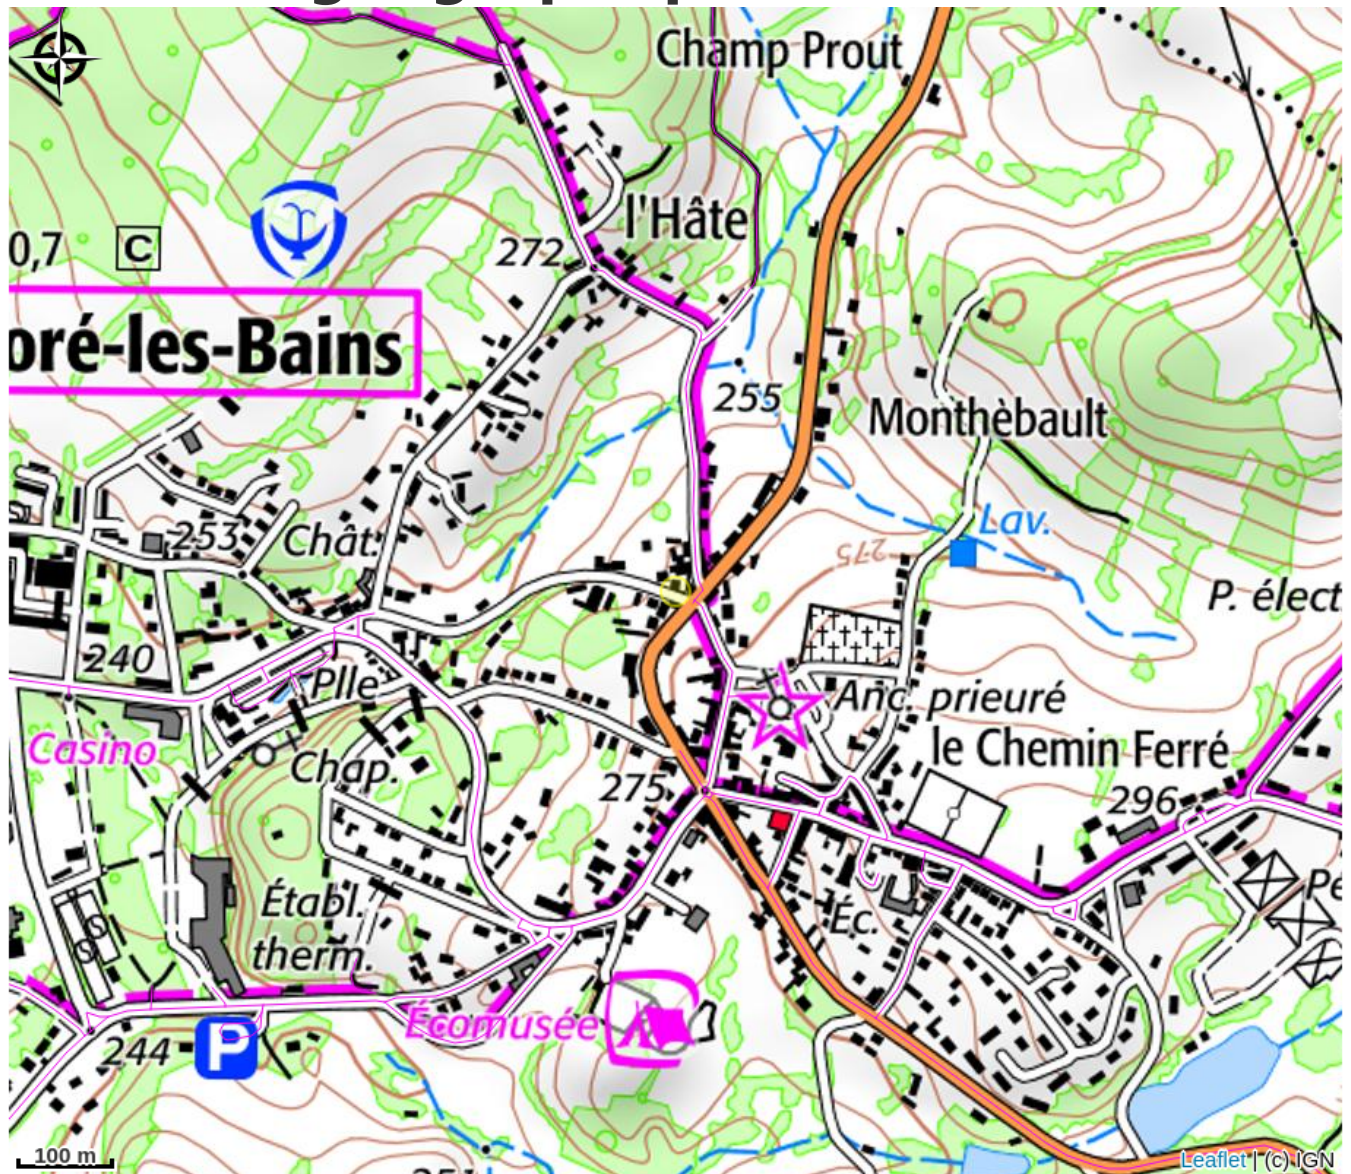 Champ Prout
l'Hâte
272
0,7 C
oré-les-Bains
255
Monthèbault
Lav.
253
Chât.
275
P. élect.
240
Plle
Anc. prieuré
le Chemin Ferré
Casino
Chap.
275
296
Pé
Établ.
therm.
Éc.
Écomusée
P
244
100 m
Leaflet | (c) IGN